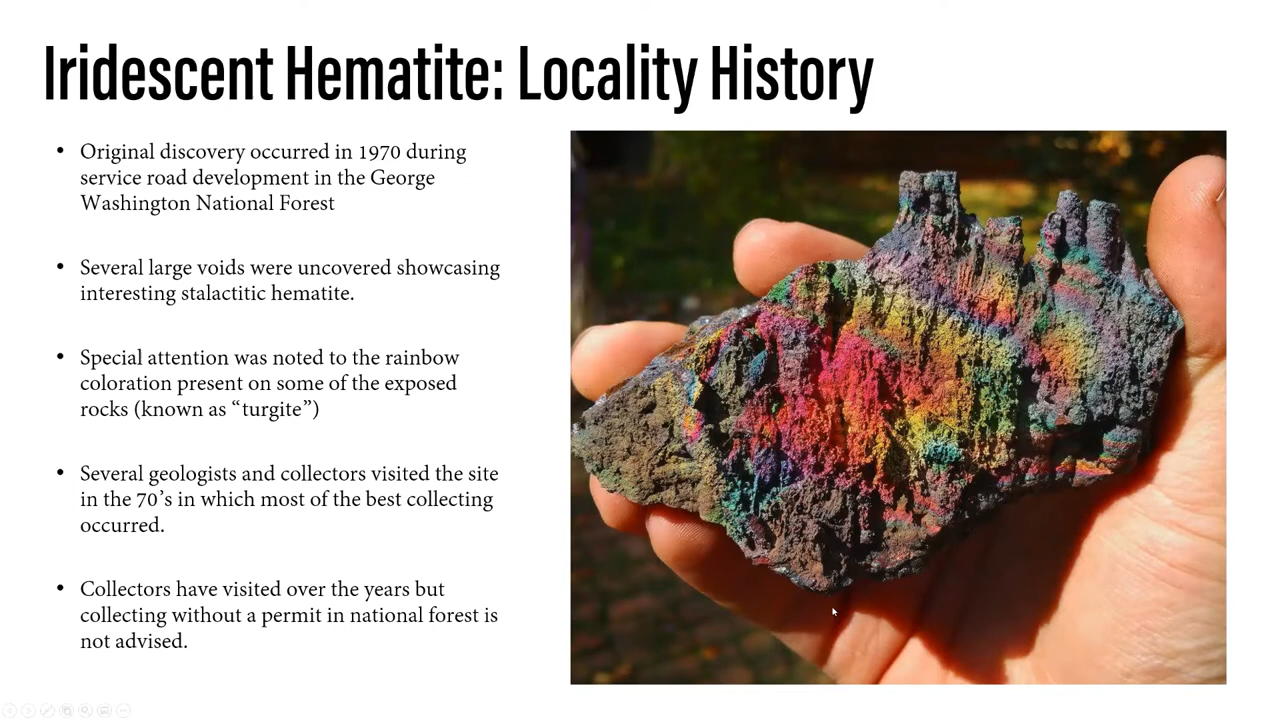 Iridescent Hematite: Locality History
• Original discovery occurred in 1970 during
service road development in the George
Washington National Forest
• Several large voids were uncovered showcasing
interesting stalactitic hematite.
• Special attention was noted to the rainbow
coloration present on some of the exposed
rocks (known as “turgite”)
• Several geologists and collectors visited the site
in the 70’s in which most of the best collecting
occurred.
• Collectors have visited over the years but
collecting without a permit in national forest is
not advised.